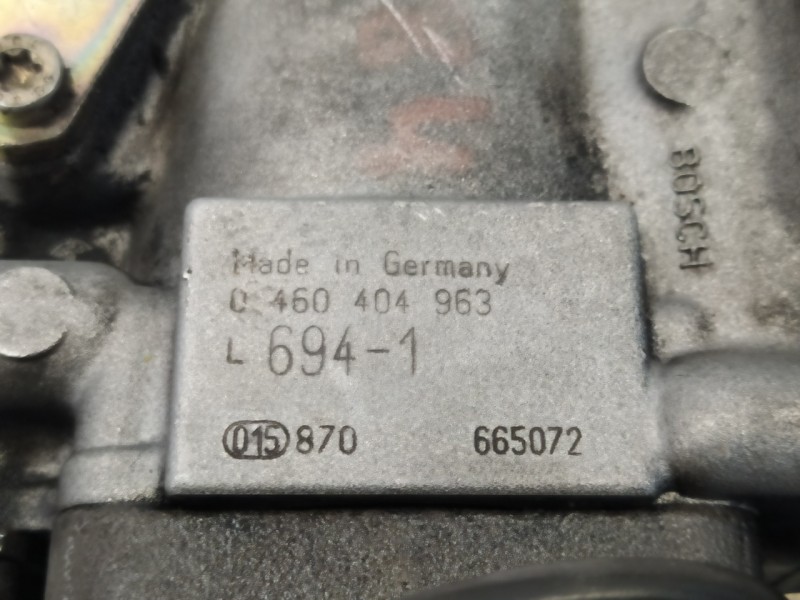 BOSCH
Made in Germany
0 460 404 963
L 694-1
015 870 665072